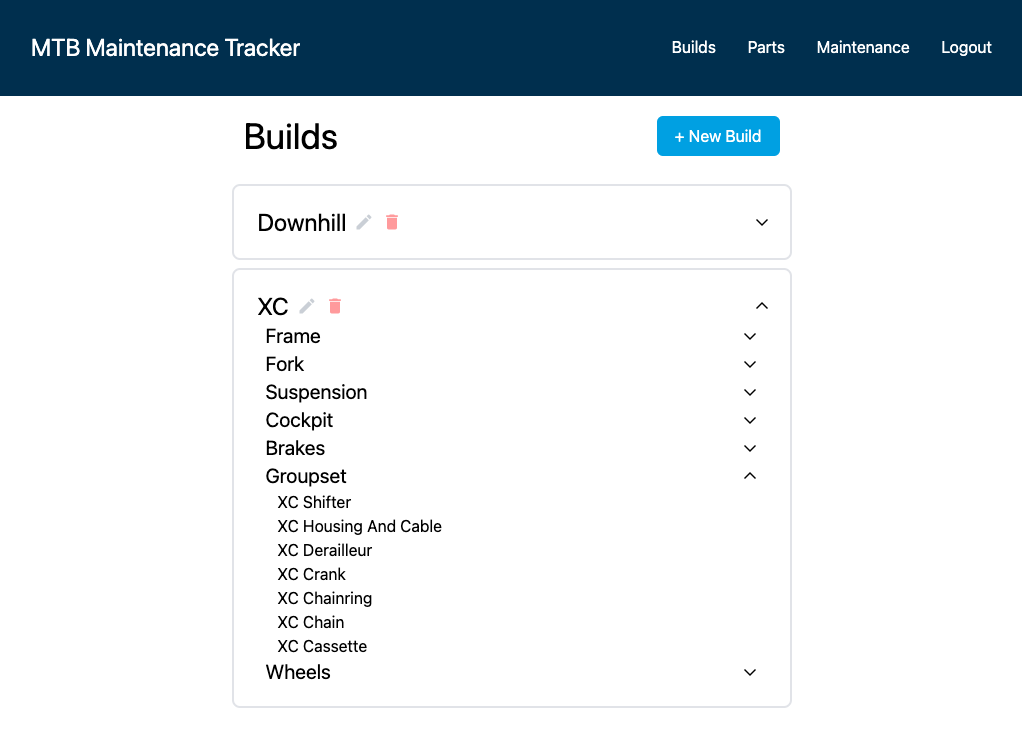 MTB Maintenance Tracker Builds Parts Maintenance Logout
Builds + New Build
Downhill
XC
Frame
Fork
Suspension
Cockpit
Brakes
Groupset
XC Shifter
XC Housing And Cable
XC Derailleur
XC Crank
XC Chainring
XC Chain
XC Cassette
Wheels